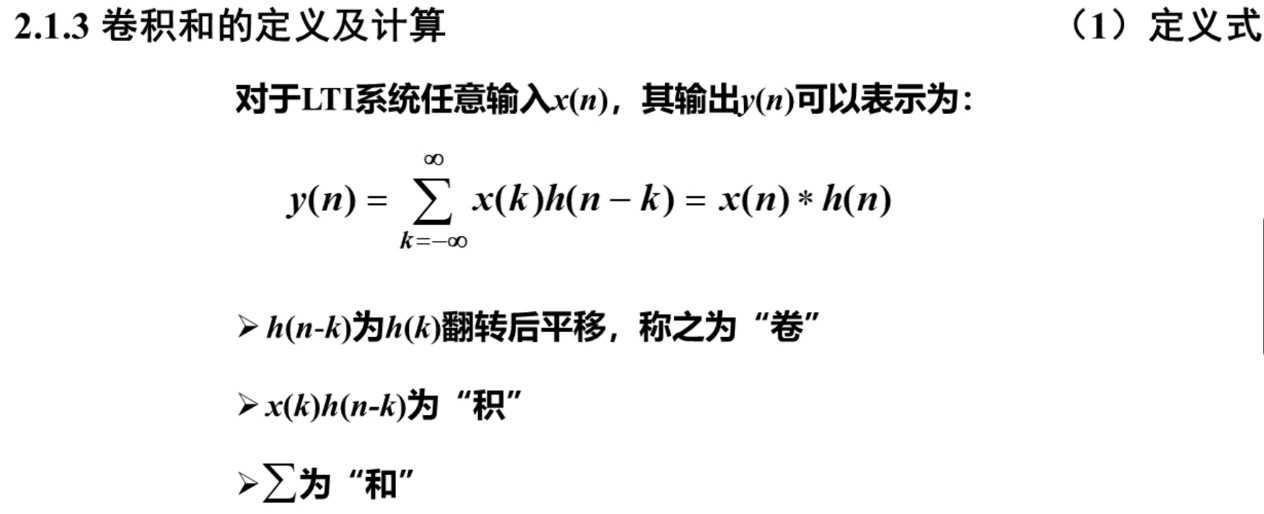 2.1.3 卷积和的定义及计算 （1）定义式
对于LTI系统任意输入x(n)，其输出y(n)可以表示为：
y(n) = ∑_{k=−∞}^{∞} x(k)h(n − k) = x(n) * h(n)
➢ h(n-k)为h(k)翻转后平移，称之为“卷”
➢ x(k)h(n-k)为“积”
➢ ∑为“和”